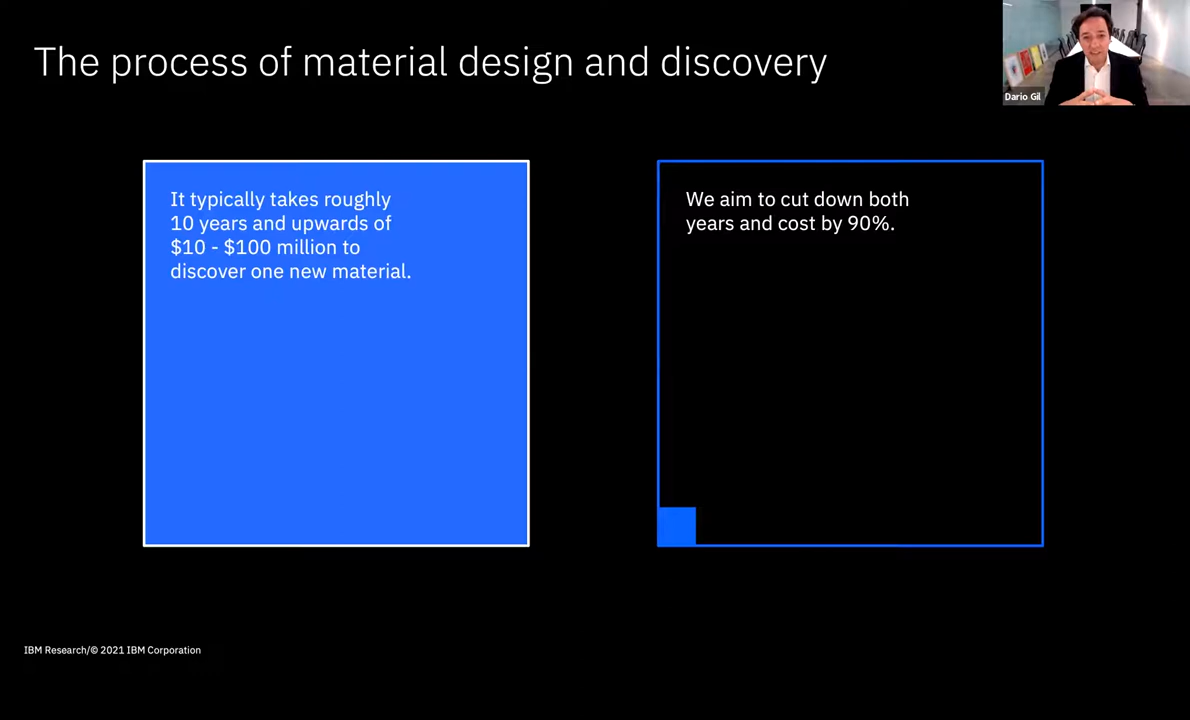 The process of material design and discovery
Dario Gil
It typically takes roughly
10 years and upwards of
$10 - $100 million to
discover one new material.
We aim to cut down both
years and cost by 90%.
IBM Research/© 2021 IBM Corporation